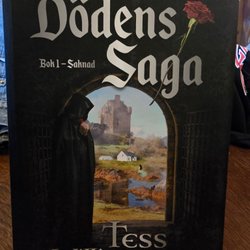 Dödens
Saga
Bok 1 – Saknad
Tess